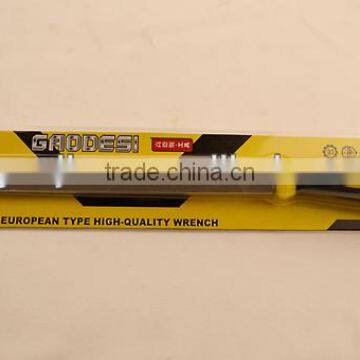 GAODESI
trade.china.com
EUROPEAN TYPE HIGH-QUALITY WRENCH